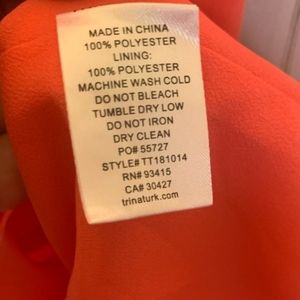 MADE IN CHINA
100% POLYESTER
LINING:
100% POLYESTER
MACHINE WASH COLD
DO NOT BLEACH
TUMBLE DRY LOW
DO NOT IRON
DRY CLEAN
PO# 55727
STYLE# TT181014
RN# 93415
CA# 30427
trinaturk.com